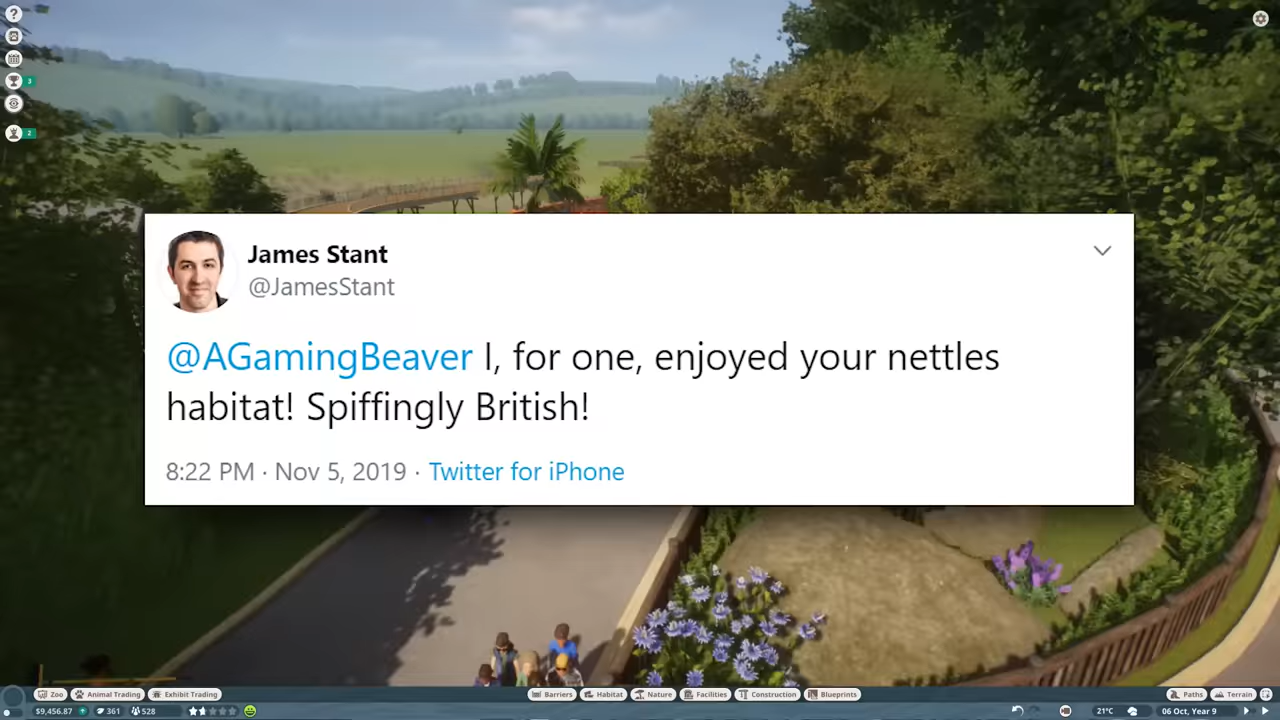 ?
3
2
James Stant
@JamesStant
@AGamingBeaver I, for one, enjoyed your nettles
habitat! Spiffingly British!
8:22 PM · Nov 5, 2019 · Twitter for iPhone
Zoo Animal Trading Exhibit Trading Barriers Habitat Nature Facilities Construction Blueprints Paths Terrain
$9,456.87 361 528 21°C 06 Oct, Year 9